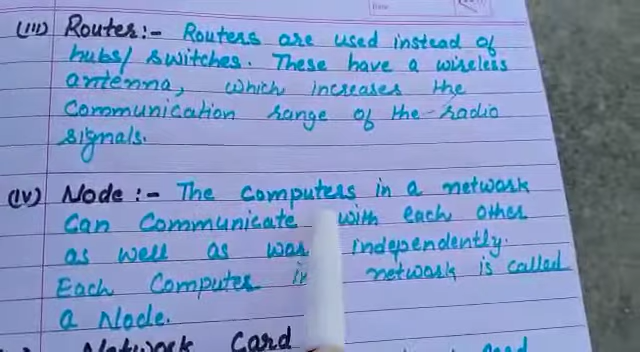 (III) Router:- Routers are used instead of
hubs/ switches. These have a wireless
antenna, which increases the
Communication range of the radio
signals.
(IV) Node:- The Computers in a network
Can Communicate with each other
as well as independently.
Each Computer network is called
a Node.
Network Card